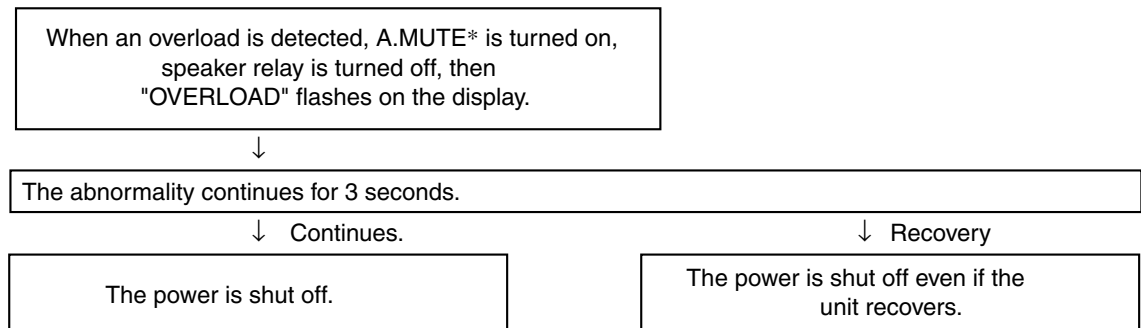 When an overload is detected, A.MUTE* is turned on,
speaker relay is turned off, then
"OVERLOAD" flashes on the display.
↓
The abnormality continues for 3 seconds.
↓ Continues.
↓ Recovery
The power is shut off.
The power is shut off even if the
unit recovers.